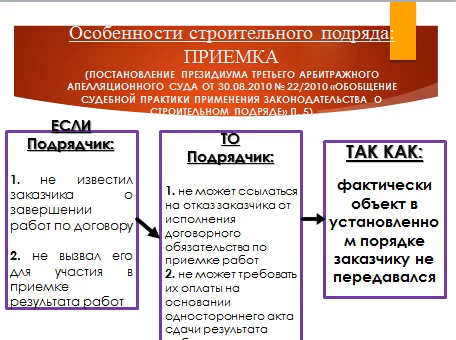 Особенности строительного подряда:
ПРИЕМКА
(ПОСТАНОВЛЕНИЕ ПРЕЗИДИУМА ТРЕТЬЕГО АРБИТРАЖНОГО
АПЕЛЛЯЦИОННОГО СУДА ОТ 30.08.2010 № 22/2010 «ОБОБЩЕНИЕ
СУДЕБНОЙ ПРАКТИКИ ПРИМЕНЕНИЯ ЗАКОНОДАТЕЛЬСТВА О
СТРОИТЕЛЬНОМ ПОДРЯДЕ» П. 5)
ЕСЛИ
Подрядчик:
1. не известил
заказчика о
завершении
работ по договору
2. не вызвал его
для участия в
приемке
результата работ
ТО
Подрядчик:
1. не может ссылаться
на отказ заказчика от
исполнения
договорного
обязательства по
приемке работ
2. не может требовать
их оплаты на
основании
одностороннего акта
сдачи результата
ТАК КАК:
фактически
объект в
установленно
м порядке
заказчику не
передавался